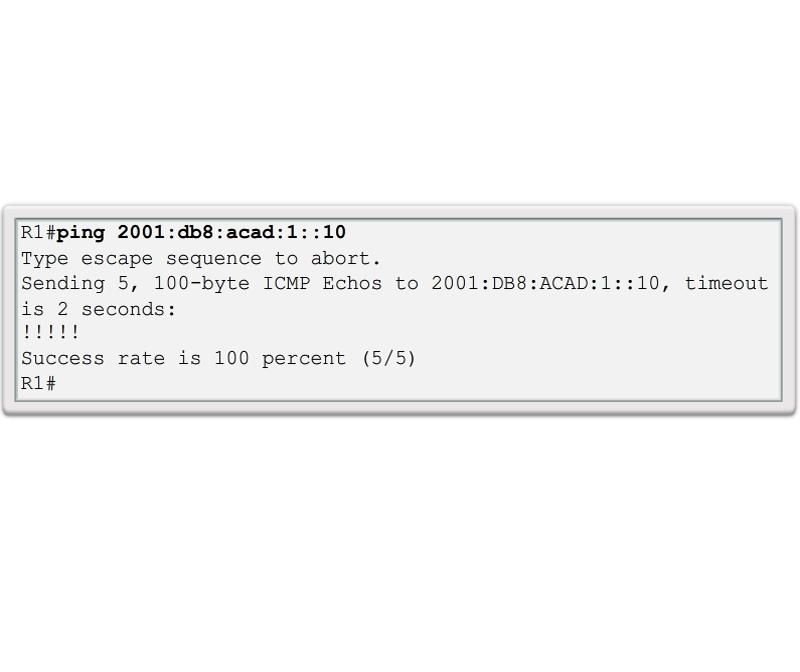 R1#ping 2001:db8:acad:1::10
Type escape sequence to abort.
Sending 5, 100-byte ICMP Echos to 2001:DB8:ACAD:1::10, timeout
is 2 seconds:
!!!!!
Success rate is 100 percent (5/5)
R1#